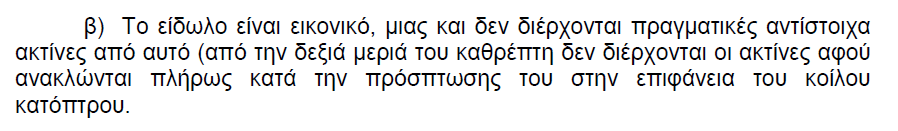 β) Το είδωλο είναι εικονικό, μιας και δεν διέρχονται πραγματικές αντίστοιχα
ακτίνες από αυτό (από την δεξιά μεριά του καθρέπτη δεν διέρχονται οι ακτίνες αφού
ανακλώνται πλήρως κατά την πρόσπτωσης του στην επιφάνεια του κοίλου
κατόπτρου.